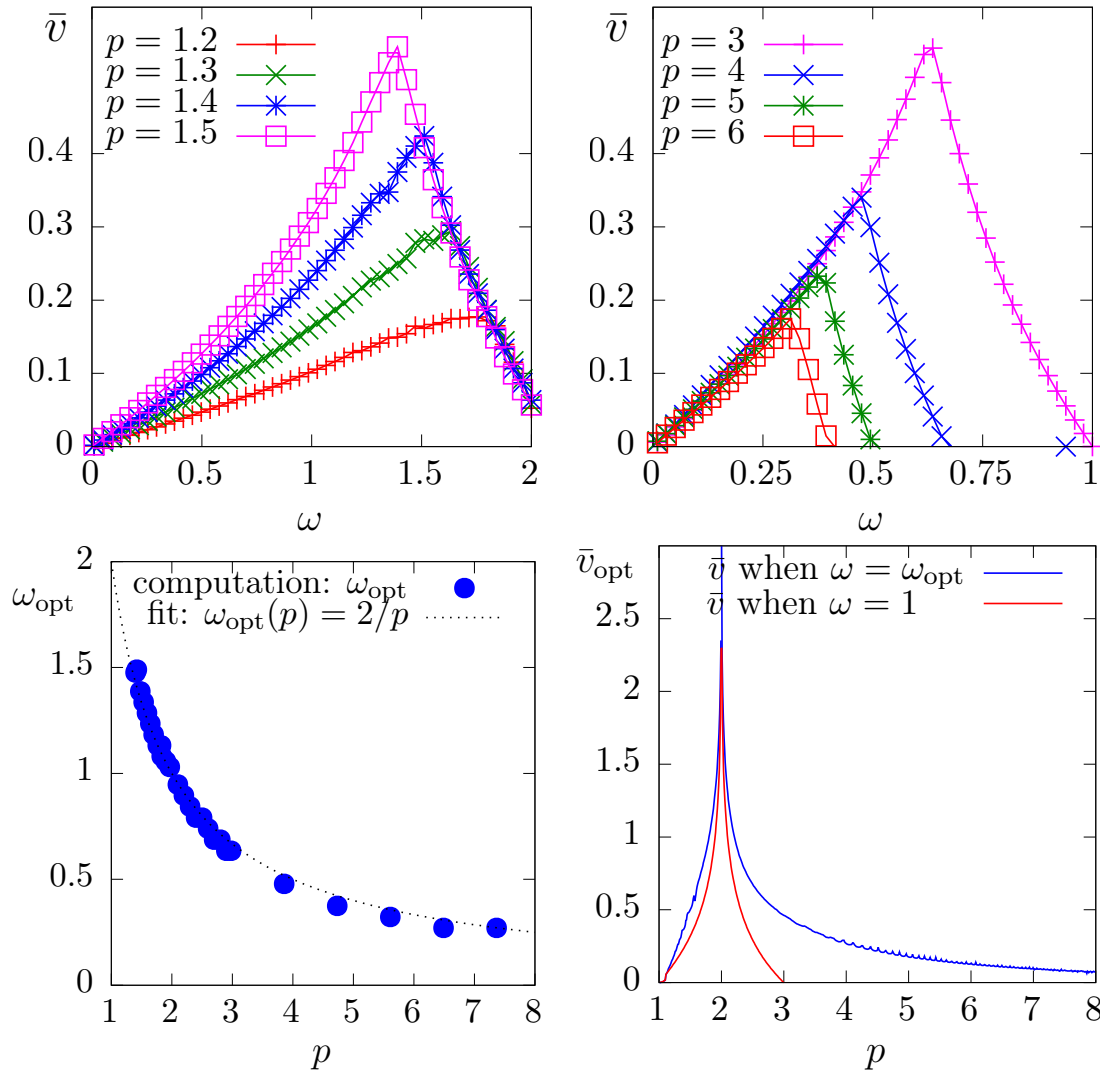 v̄
p = 1.2
p = 1.3
p = 1.4
p = 1.5
0.4
0.3
0.2
0.1
0
0 0.5 1 1.5 2
ω
v̄
p = 3
p = 4
p = 5
p = 6
0.4
0.3
0.2
0.1
0
0 0.25 0.5 0.75 1
ω
ω_opt
computation: ω_opt
fit: ω_opt(p) = 2/p
2
1.5
1
0.5
0
1 2 3 4 5 6 7 8
p
v̄_opt
v̄ when ω = ω_opt
v̄ when ω = 1
2.5
2
1.5
1
0.5
0
1 2 3 4 5 6 7 8
p